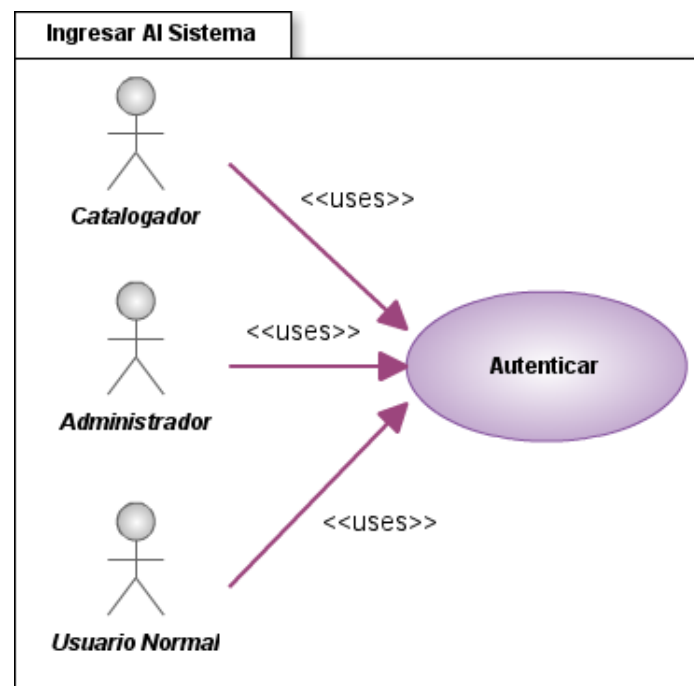 Ingresar Al Sistema
Catalogador
<<uses>>
<<uses>>
Autenticar
Administrador
<<uses>>
Usuario Normal